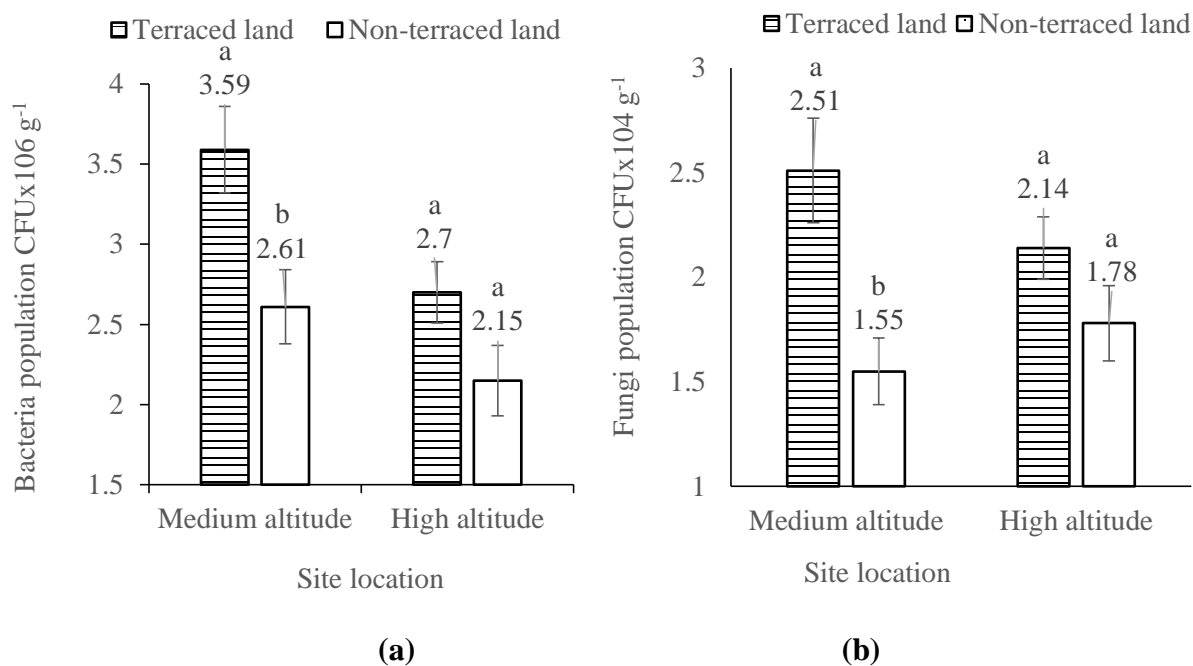 Terraced land Non-terraced land
Bacteria population CFUx106 g-1
4
3.5
3
2.5
2
1.5
a
3.59
b
2.61
a
2.7
a
2.15
Medium altitude High altitude
Site location
(a)
Terraced land Non-terraced land
Fungi population CFUx104 g-1
3
2.5
2
1.5
1
a
2.51
b
1.55
a
2.14
a
1.78
Medium altitude High altitude
Site location
(b)